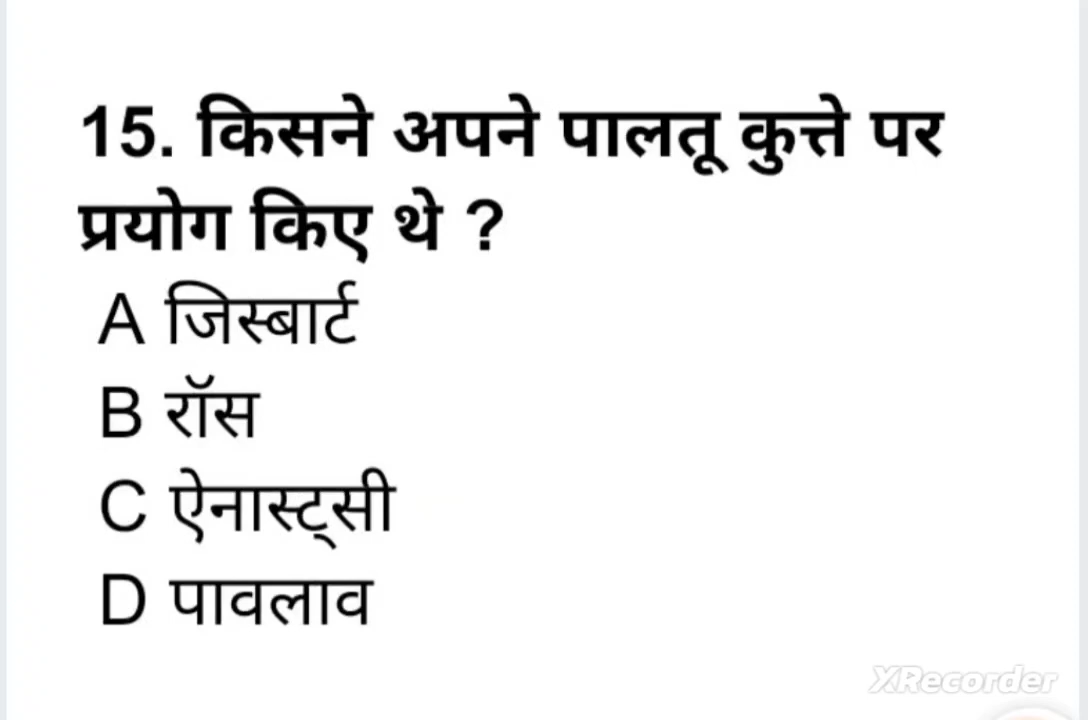 15. किसने अपने पालतू कुत्ते पर
प्रयोग किए थे ?
A जिस्बार्ट
B रॉस
C ऐनास्ट्सी
D पावलाव
XRecorder